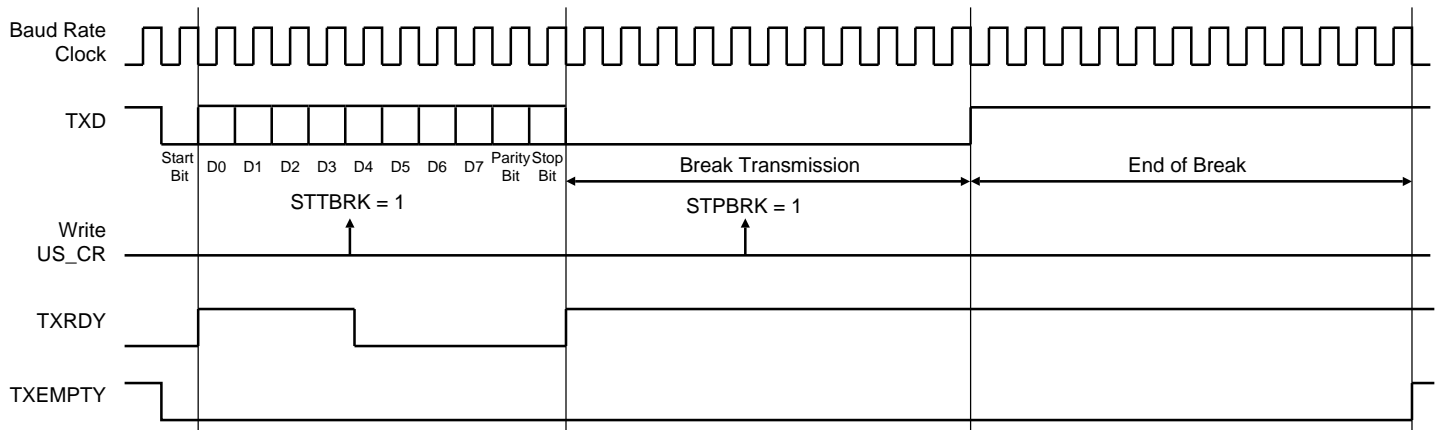 Baud Rate
Clock
TXD
Start
Bit
D0 D1 D2 D3 D4 D5 D6 D7
Parity
Bit
Stop
Bit
Break Transmission
End of Break
STTBRK = 1
STPBRK = 1
Write
US_CR
TXRDY
TXEMPTY